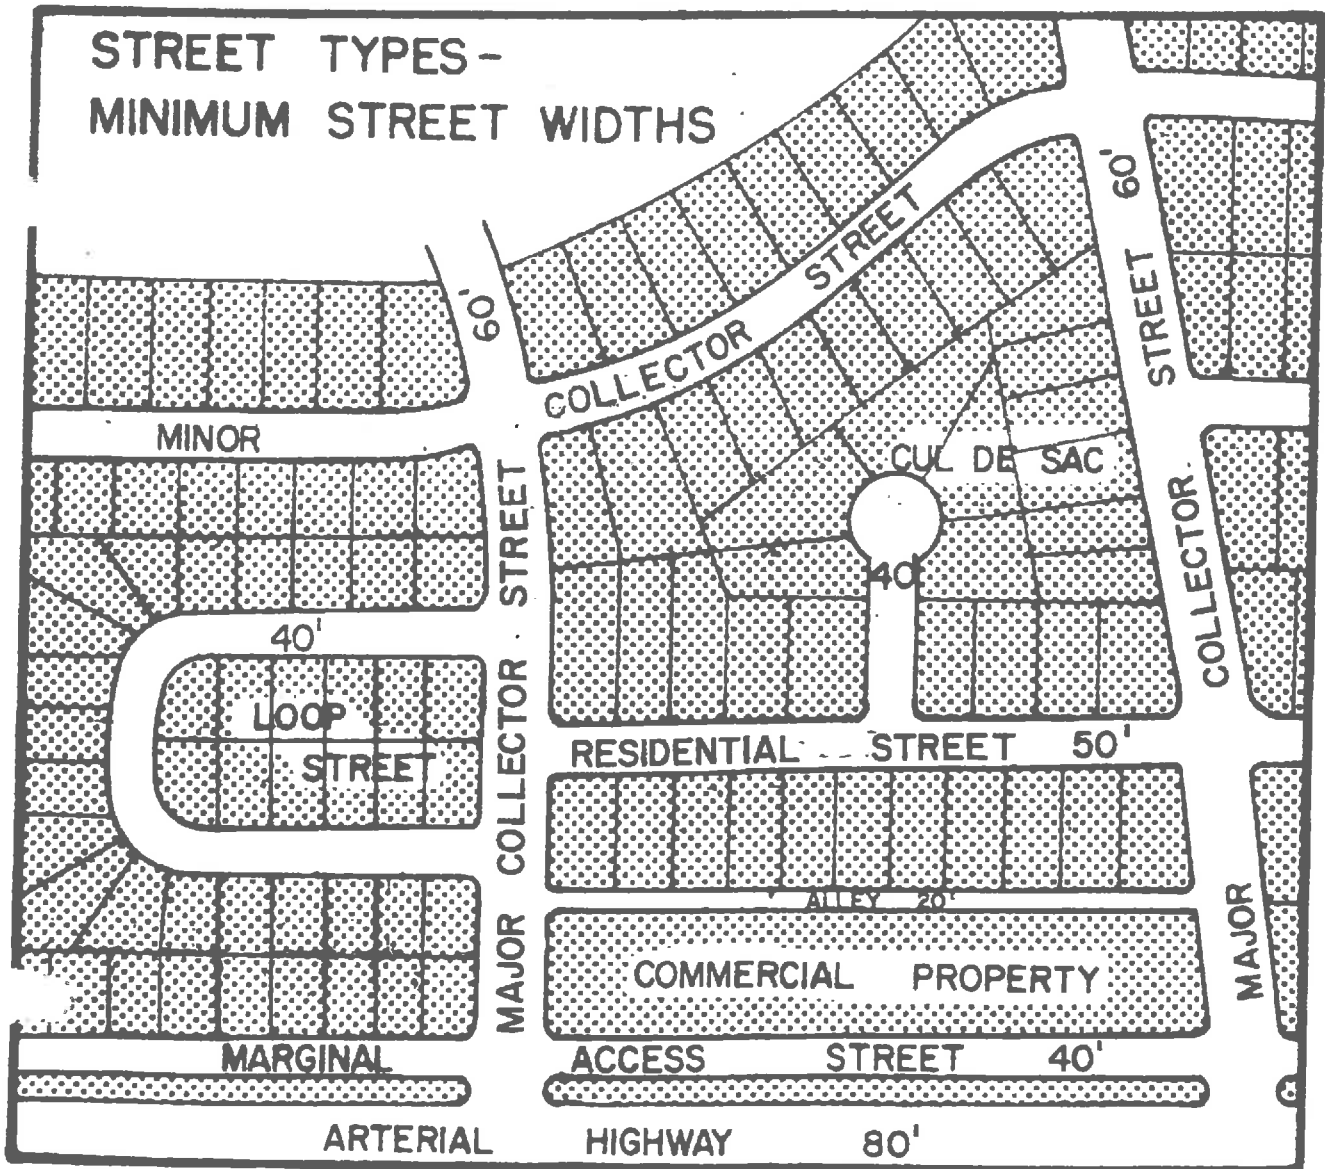 STREET TYPES-
MINIMUM STREET WIDTHS
60'
60'
MINOR COLLECTOR STREET
CUL DE SAC
40'
40'
LOOP
STREET
MAJOR COLLECTOR STREET
MAJOR COLLECTOR STREET
RESIDENTIAL STREET 50'
ALLEY 20'
COMMERCIAL PROPERTY
MARGINAL ACCESS STREET 40'
ARTERIAL HIGHWAY 80'